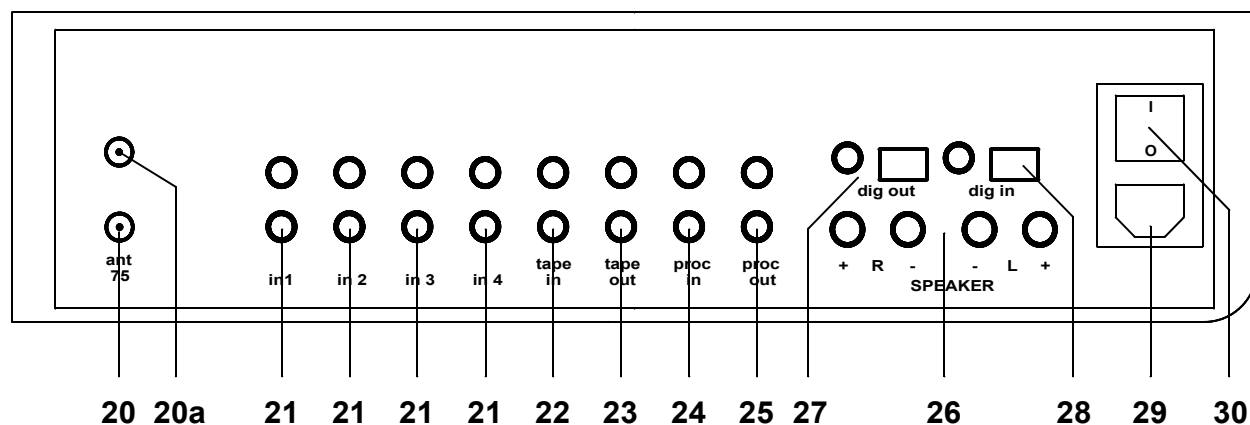 I
O
dig out dig in
ant
75
in1 in 2 in 3 in 4
tape
in
tape
out
proc
in
proc
out
+ R - - L +
SPEAKER
20 20a 21 21 21 21 22 23 24 25 27 26 28 29 30